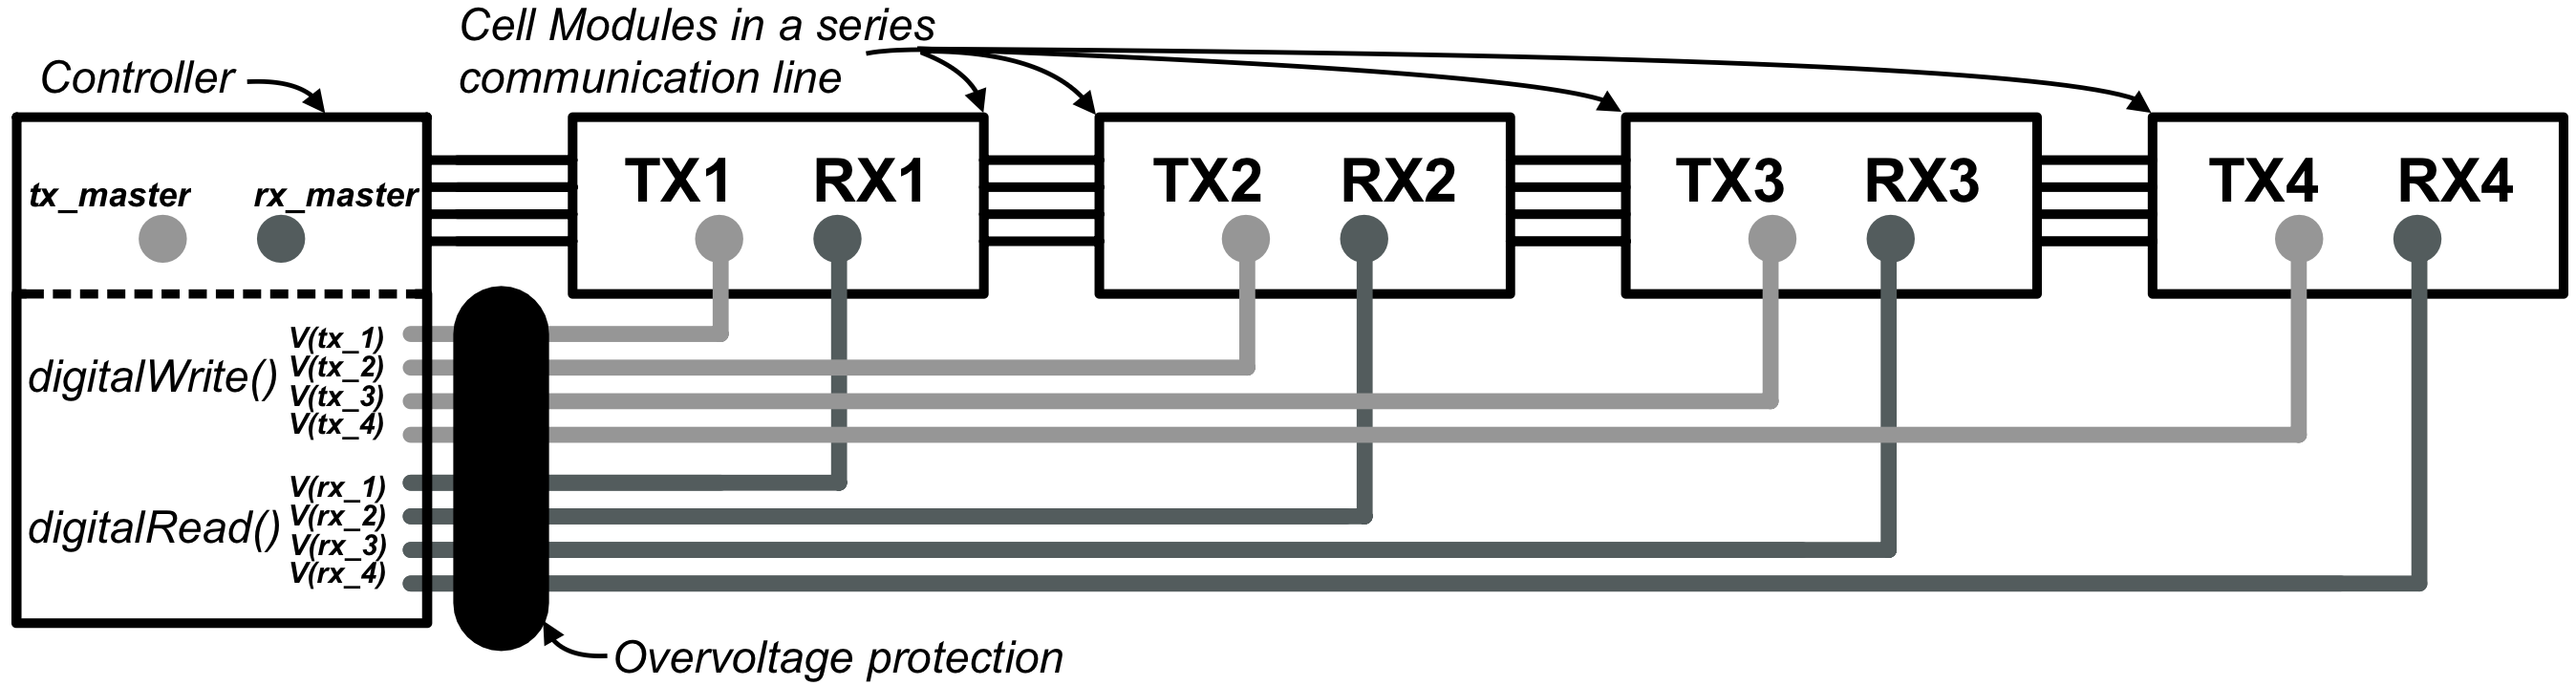 Cell Modules in a series
communication line
Controller
tx_master rx_master
TX1 RX1
TX2 RX2
TX3 RX3
TX4 RX4
digitalWrite()
V(tx_1)
V(tx_2)
V(tx_3)
V(tx_4)
digitalRead()
V(rx_1)
V(rx_2)
V(rx_3)
V(rx_4)
Overvoltage protection